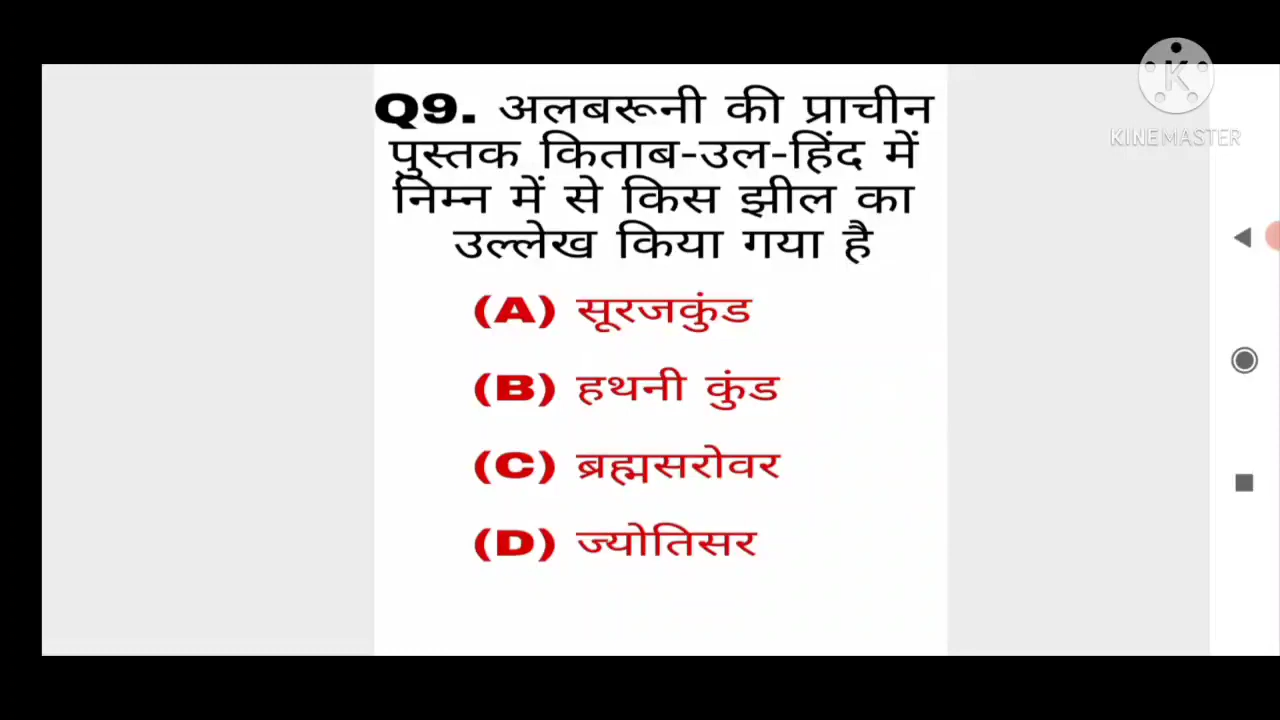 Q9. अलबरूनी की प्राचीन
पुस्तक किताब-उल-हिंद में
निम्न में से किस झील का
उल्लेख किया गया है
(A) सूरजकुंड
(B) हथनी कुंड
(C) ब्रह्मसरोवर
(D) ज्योतिसर
K
KINEMASTER